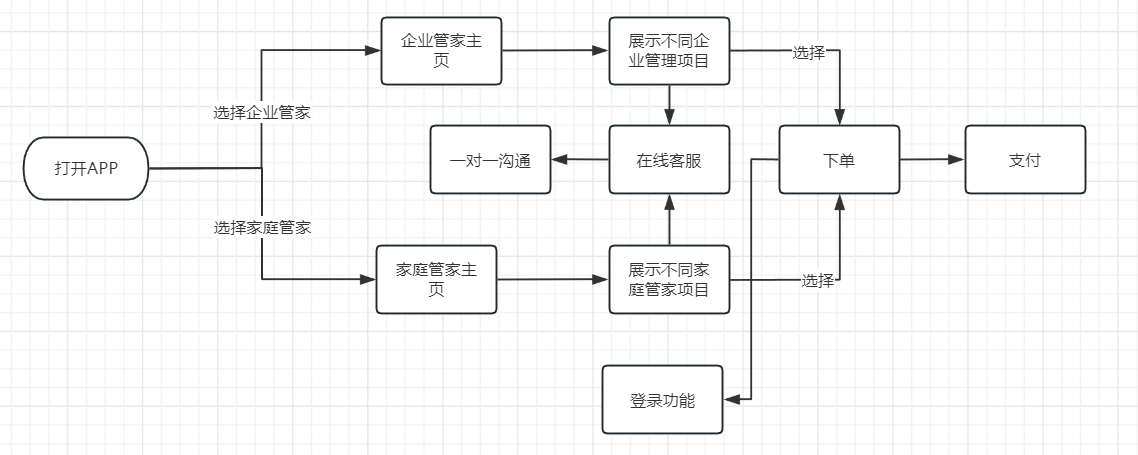 企业管家主
页
展示不同企
业管理项目
选择
选择企业管家
打开APP
一对一沟通
在线客服
下单
支付
选择家庭管家
家庭管家主
页
展示不同家
庭管家项目
选择
登录功能